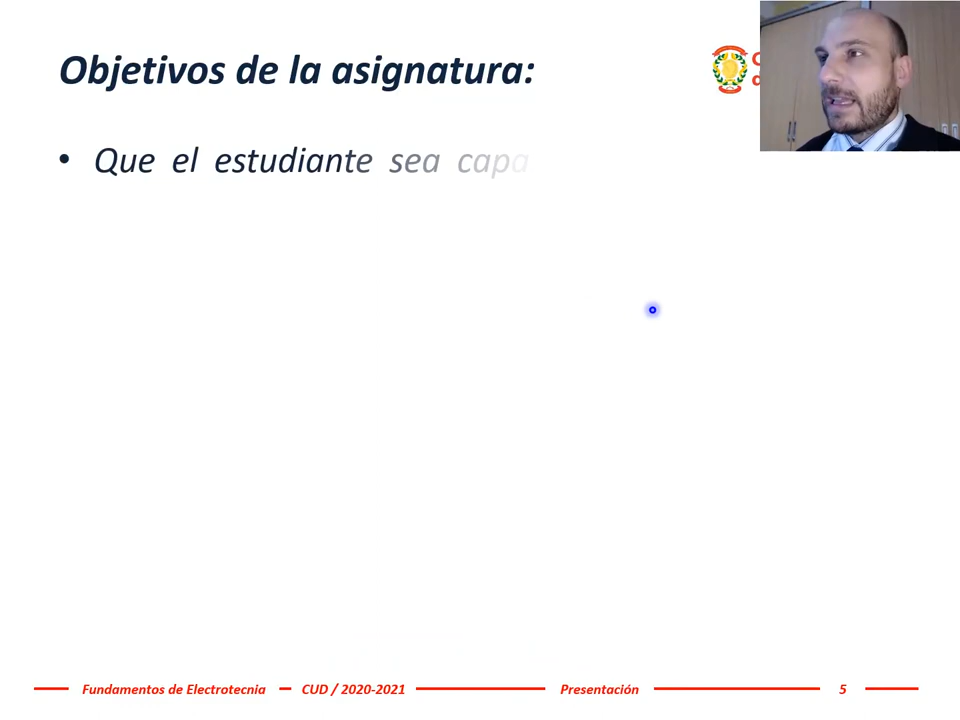 Objetivos de la asignatura:
• Que el estudiante sea capa
Fundamentos de Electrotecnia CUD / 2020-2021 Presentación 5